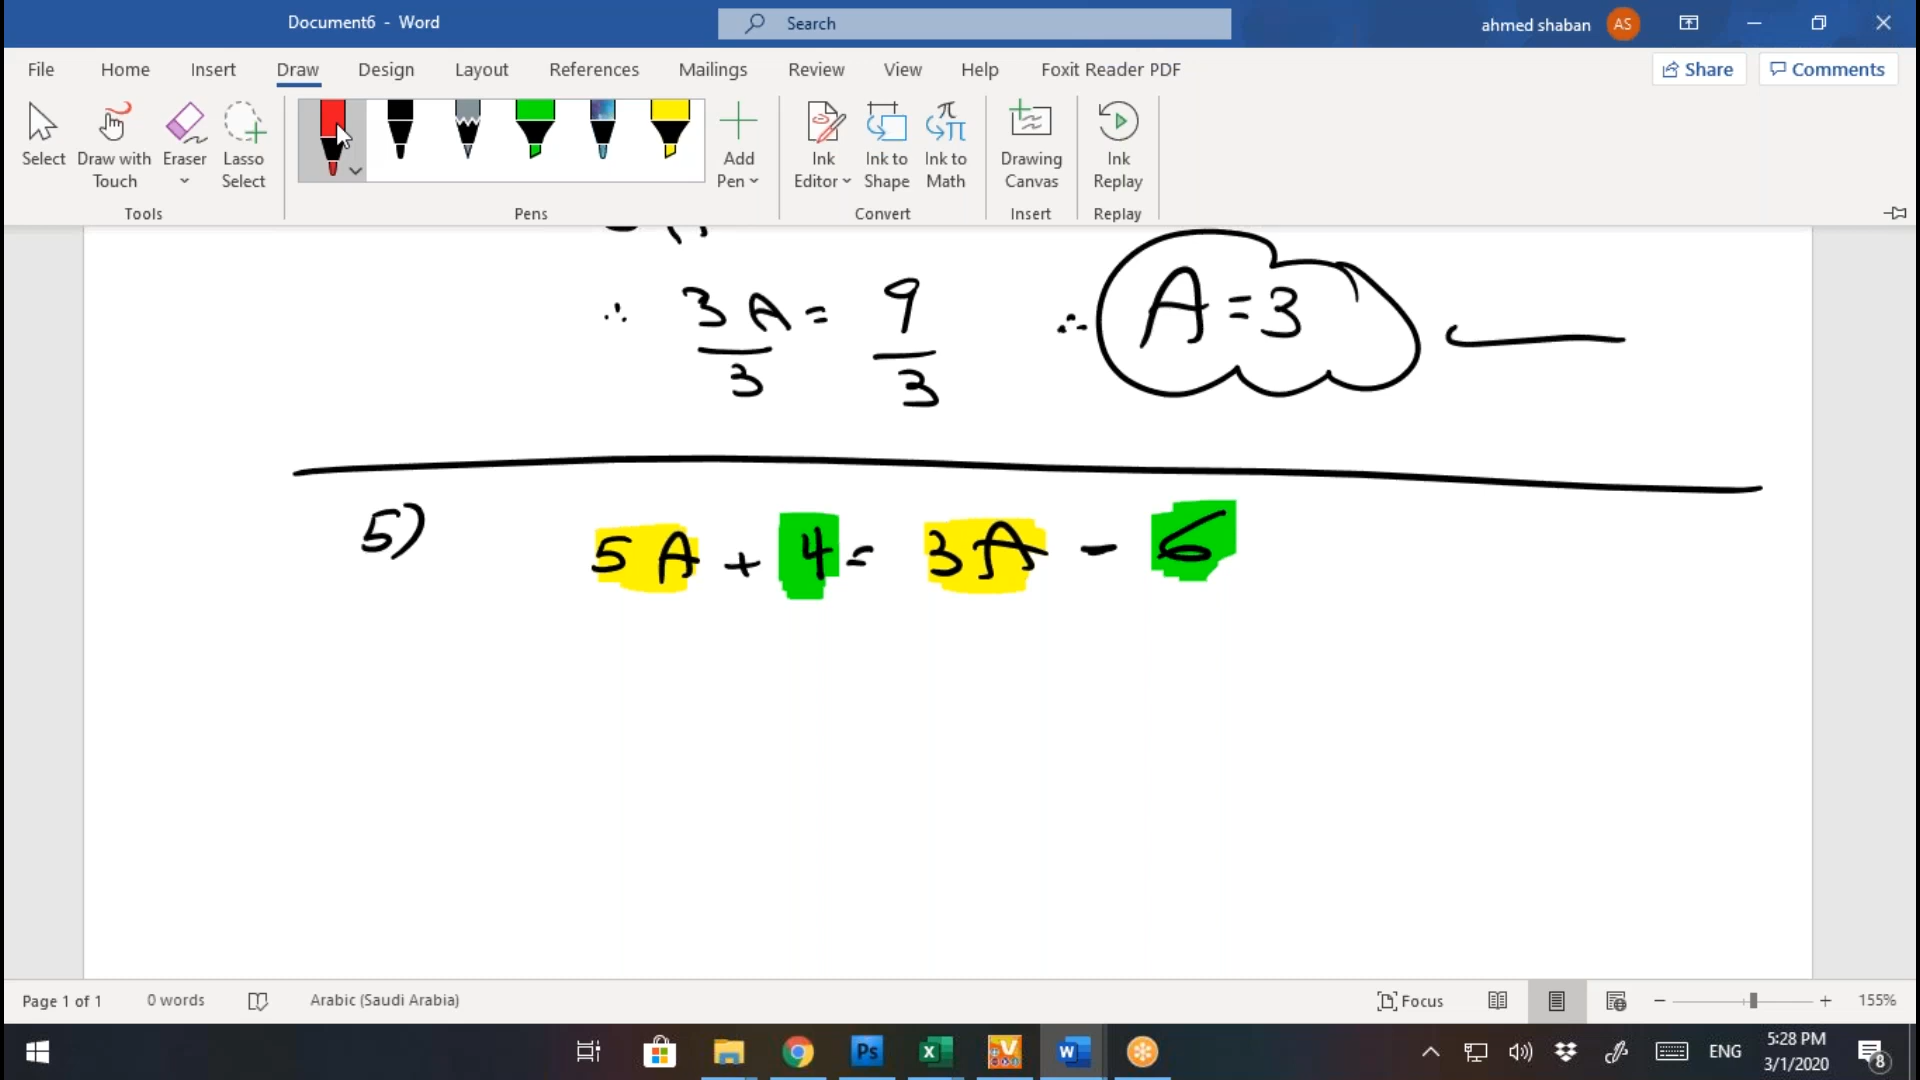 Document6 - Word
Search
ahmed shaban AS
File Home Insert Draw Design Layout References Mailings Review View Help Foxit Reader PDF Share Comments
Select Draw with Touch Eraser Lasso Select Add Pen Ink Editor Ink to Shape Ink to Math Drawing Canvas Ink Replay
Tools Pens Convert Insert Replay
∴ 3A/3 = 9/3 ∴ A = 3
5) 5A + 4 = 3A - 6
Page 1 of 1 0 words Arabic (Saudi Arabia) Focus 155%
ENG 5:28 PM
3/1/2020 8